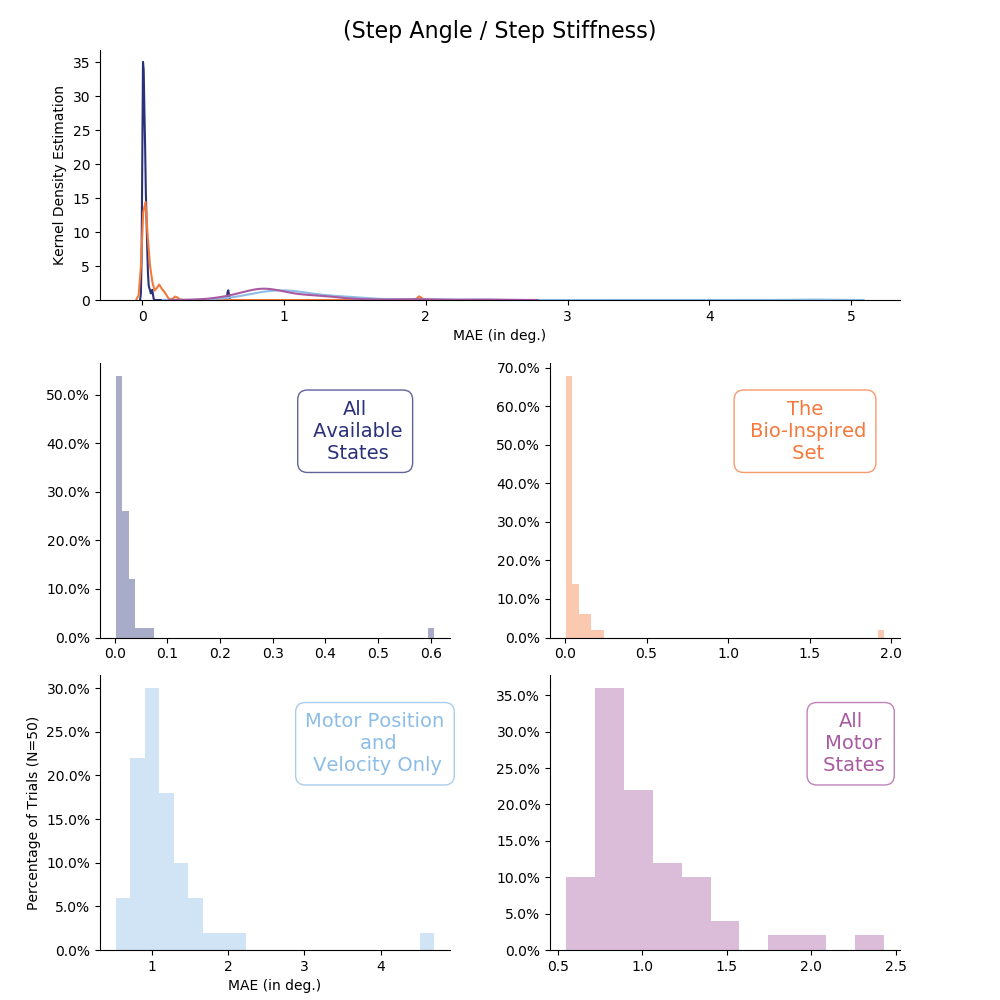 (Step Angle / Step Stiffness)
Kernel Density Estimation
35
30
25
20
15
10
5
0
0 1 2 3 4 5
MAE (in deg.)
50.0%
40.0%
30.0%
20.0%
10.0%
0.0%
0.0 0.1 0.2 0.3 0.4 0.5 0.6
All
Available
States
70.0%
60.0%
50.0%
40.0%
30.0%
20.0%
10.0%
0.0%
0.0 0.5 1.0 1.5 2.0
The
Bio-Inspired
Set
Percentage of Trials (N=50)
30.0%
25.0%
20.0%
15.0%
10.0%
5.0%
0.0%
1 2 3 4
MAE (in deg.)
Motor Position
and
Velocity Only
35.0%
30.0%
25.0%
20.0%
15.0%
10.0%
5.0%
0.0%
0.5 1.0 1.5 2.0 2.5
All
Motor
States